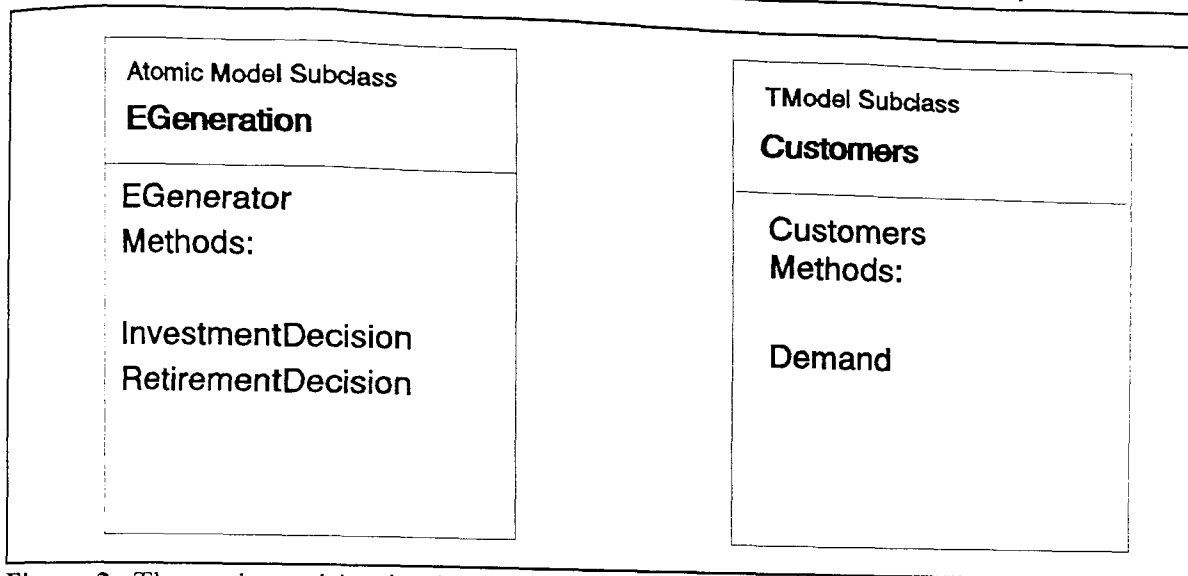 Atomic Model Subclass
EGeneration
EGenerator
Methods:
InvestmentDecision
RetirementDecision
TModel Subclass
Customers
Customers
Methods:
Demand